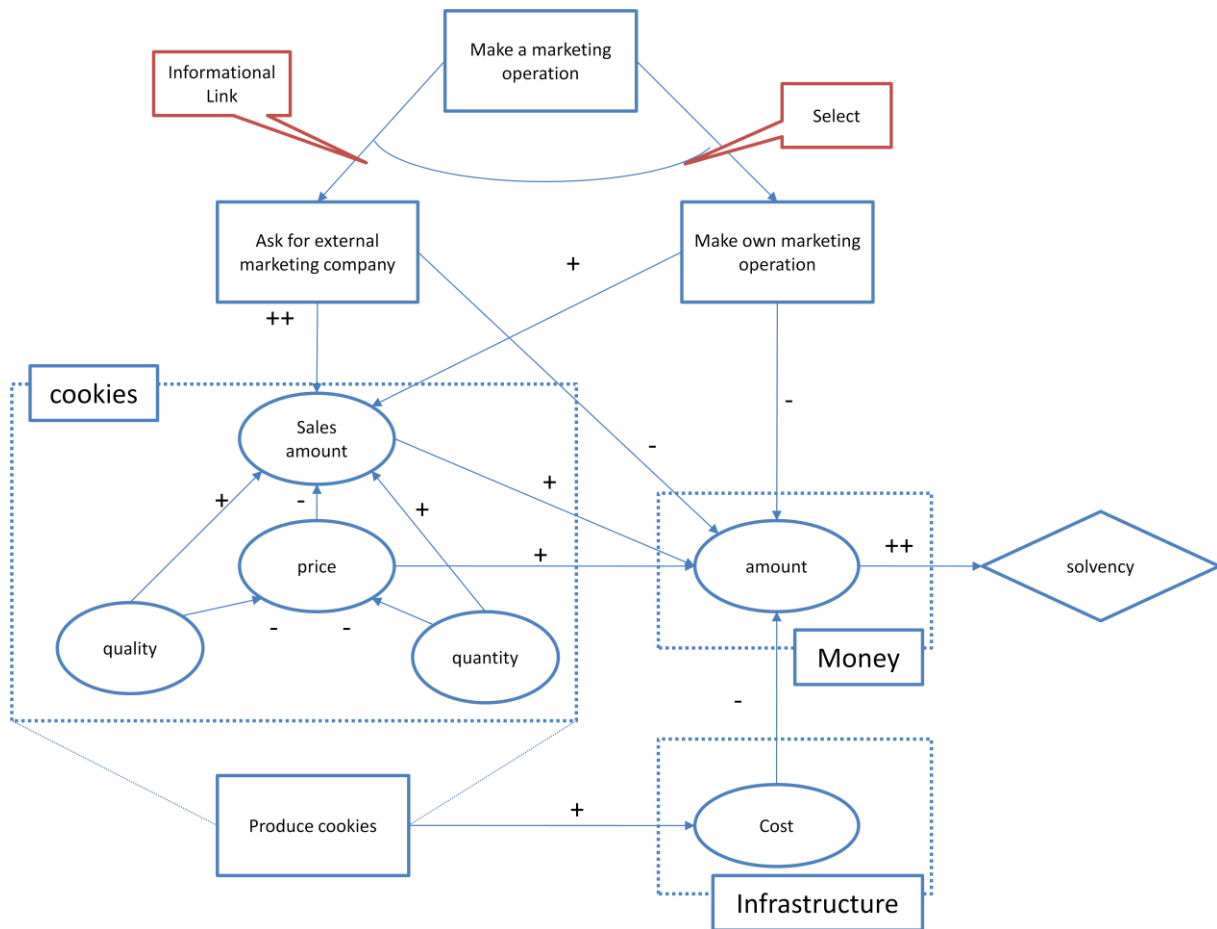 Make a marketing
operation
Informational
Link
Select
Ask for external
marketing company
Make own marketing
operation
+
++
cookies
Sales
amount
-
-
+
+
-
+
+
price
amount
++
solvency
-
-
quality
quantity
Money
-
Produce cookies
+
Cost
Infrastructure